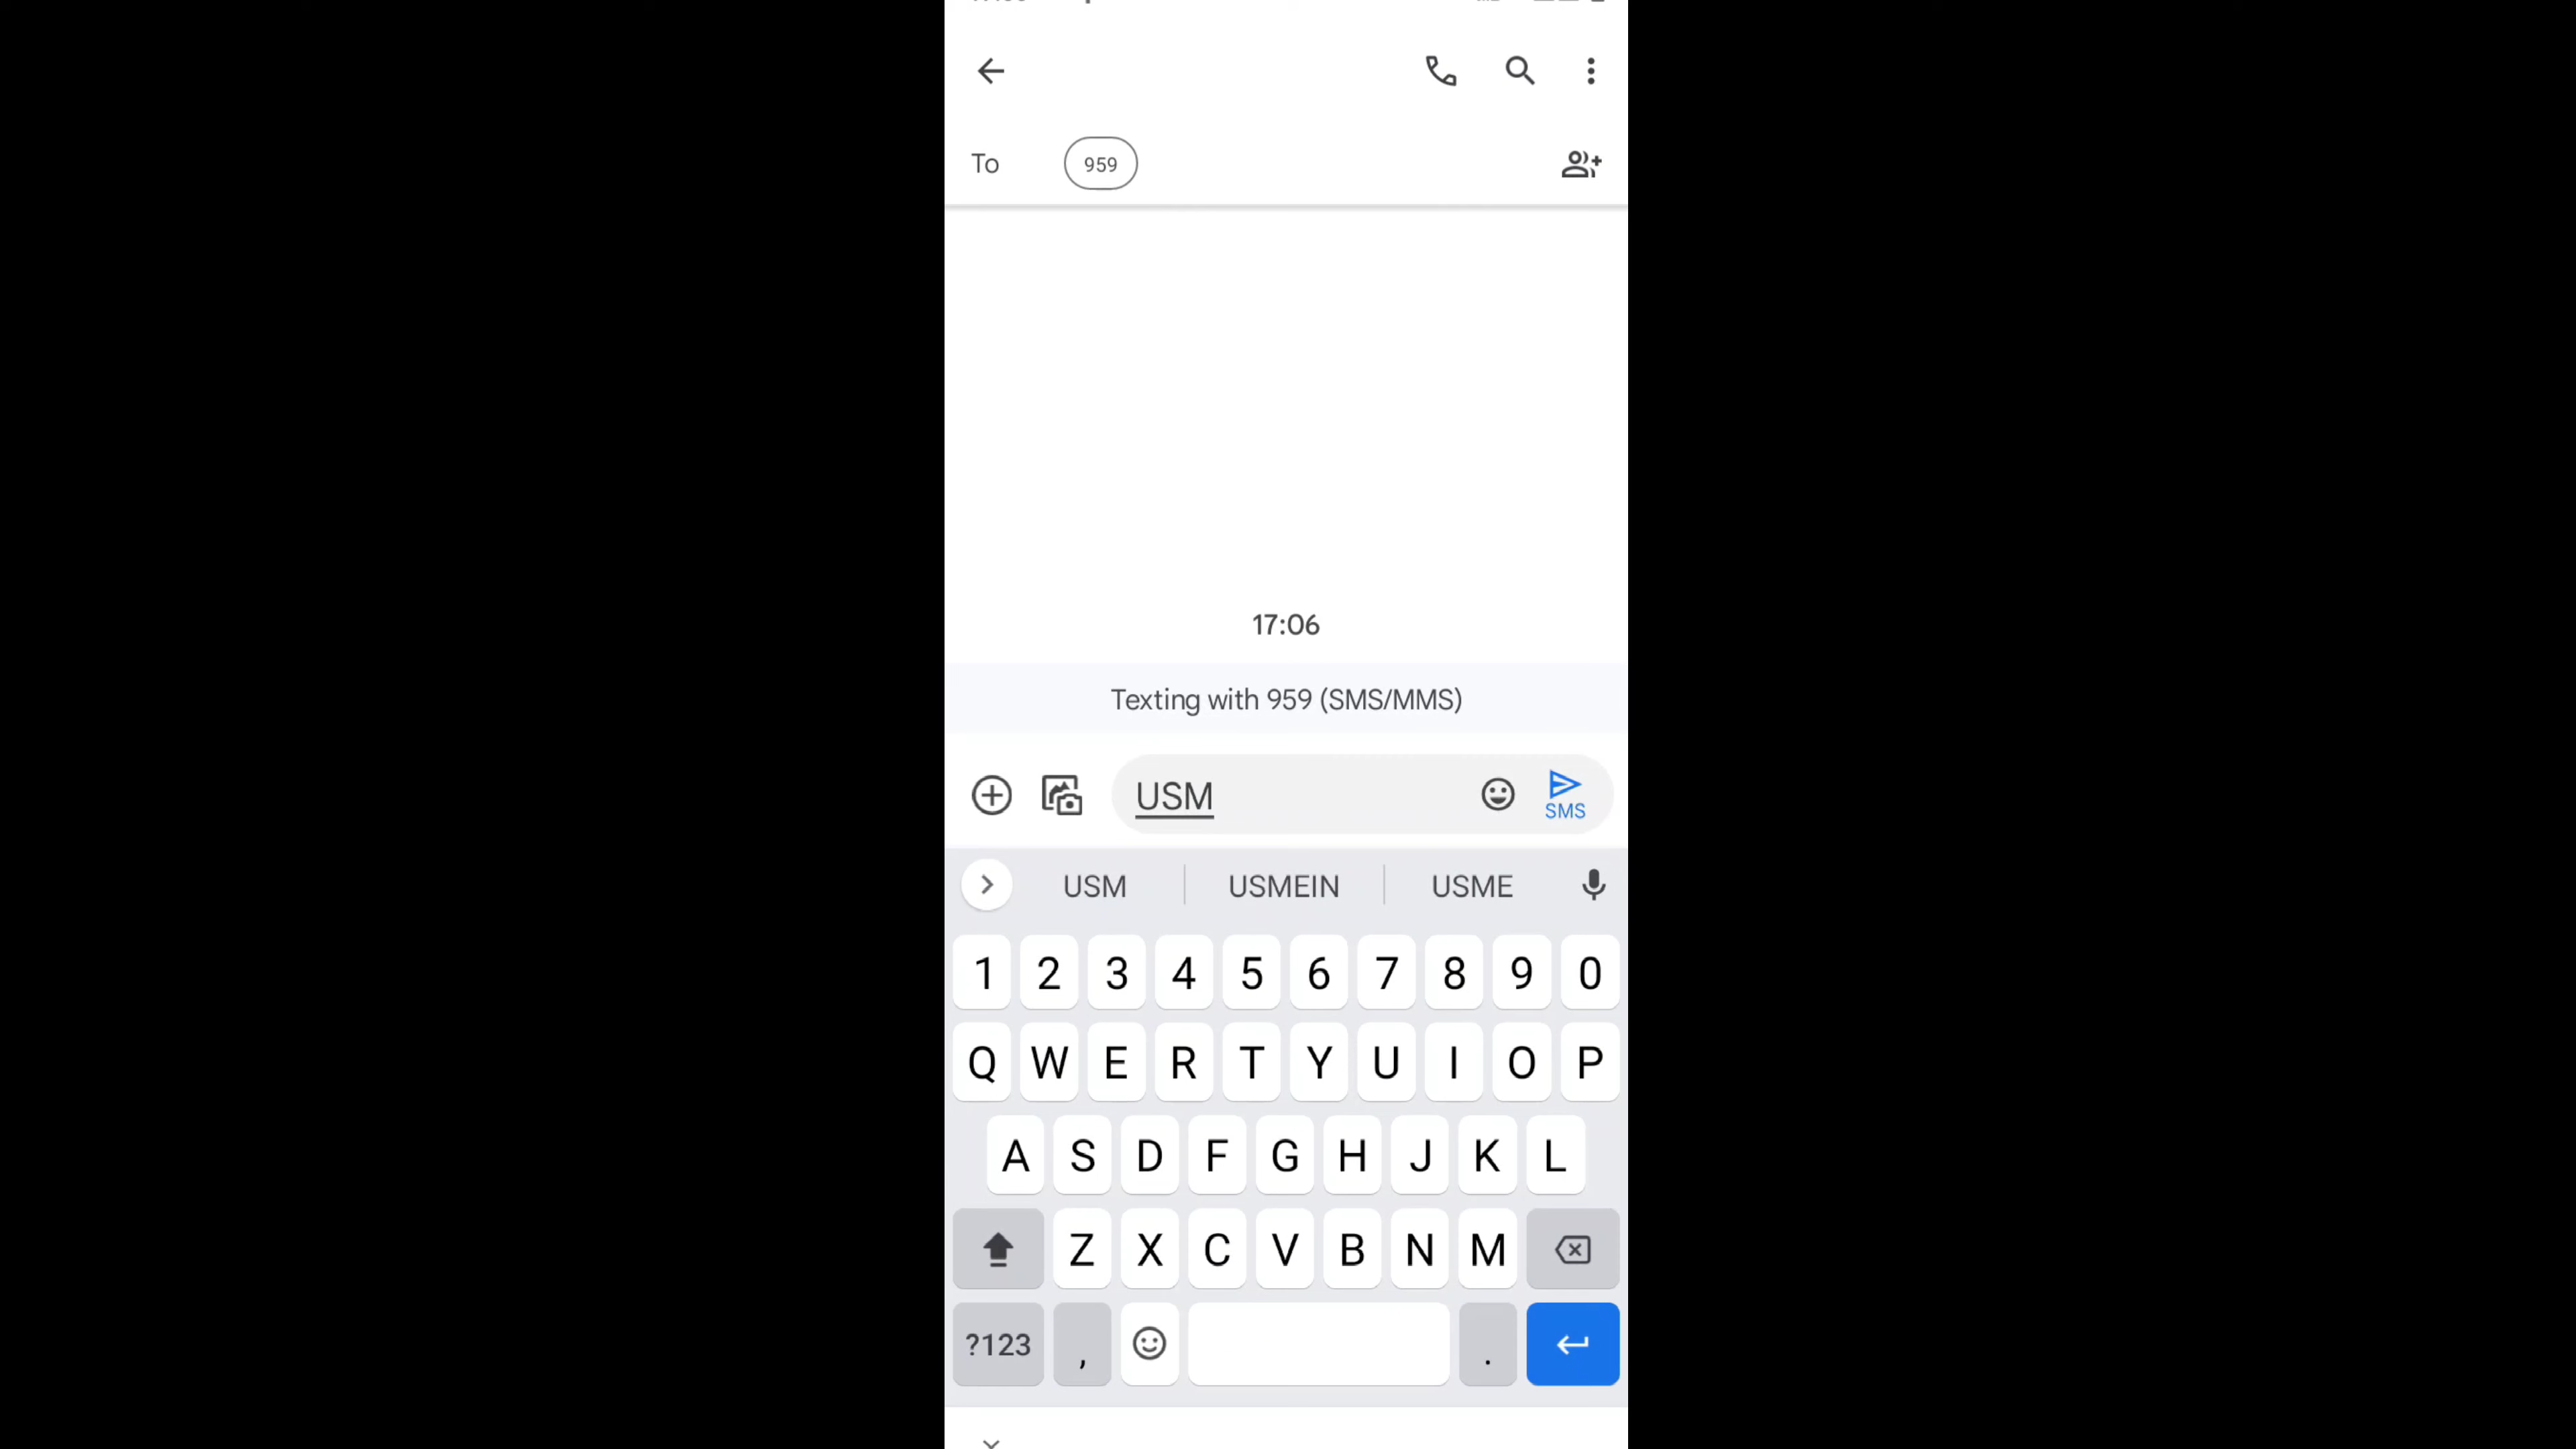 To 959
17:06
Texting with 959 (SMS/MMS)
USM
SMS
USM USMEIN USME
1 2 3 4 5 6 7 8 9 0
Q W E R T Y U I O P
A S D F G H J K L
Z X C V B N M
?123 , .